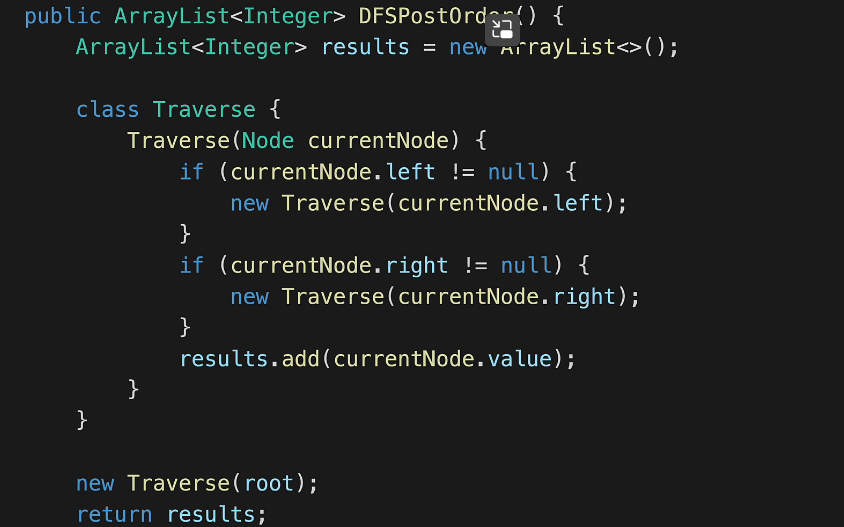 public ArrayList<Integer> DFSPostOrder() {
ArrayList<Integer> results = new ArrayList<>();
class Traverse {
Traverse(Node currentNode) {
if (currentNode.left != null) {
new Traverse(currentNode.left);
}
if (currentNode.right != null) {
new Traverse(currentNode.right);
}
results.add(currentNode.value);
}
}
new Traverse(root);
return results;